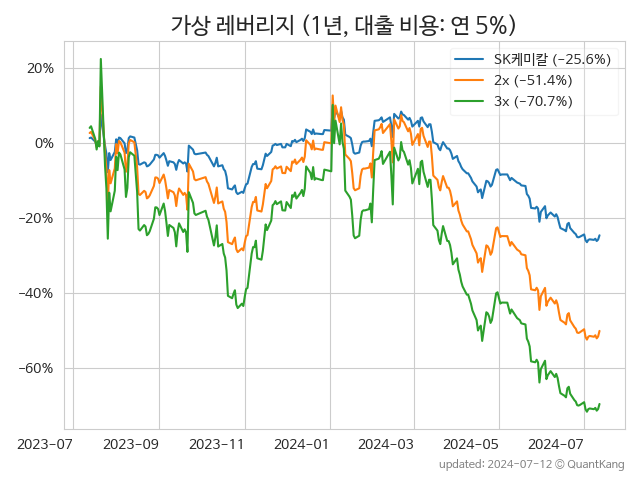 가상 레버리지 (1년, 대출 비용: 연 5%)
SK케미칼 (−25.6%)
2x (−51.4%)
3x (−70.7%)
20%
0%
−20%
−40%
−60%
2023-07 2023-09 2023-11 2024-01 2024-03 2024-05 2024-07
updated: 2024-07-12 © QuantKang